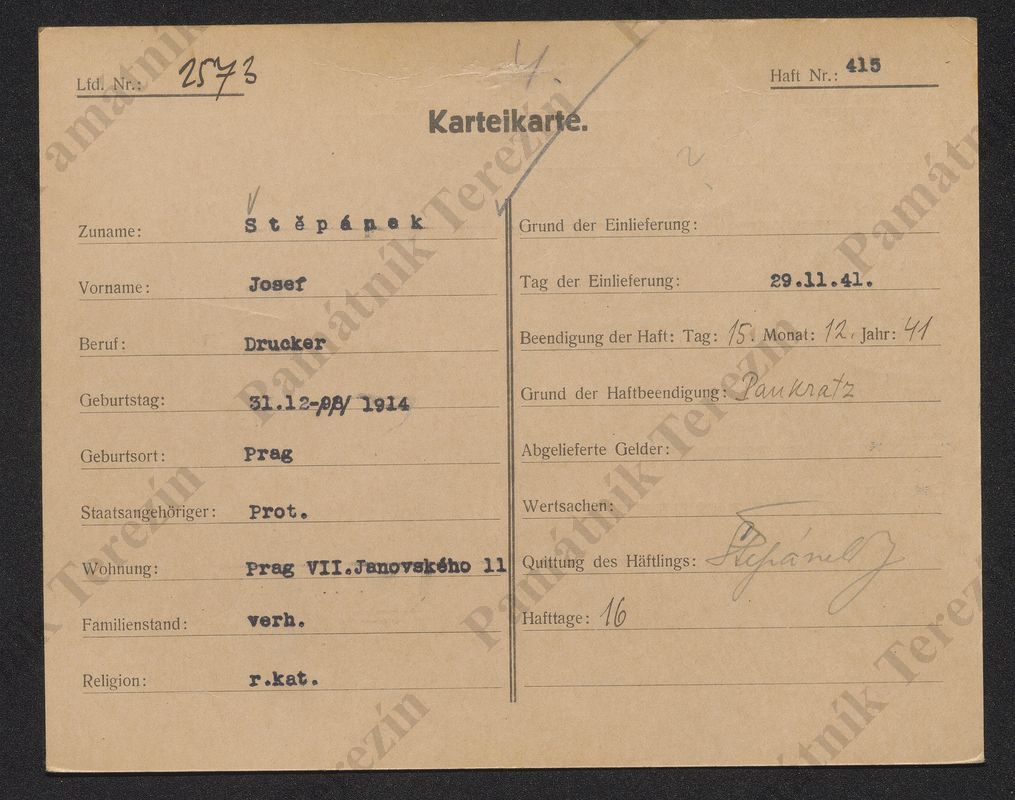 Lfd. Nr.: 2573
4.
Haft Nr.: 415
Karteikarte.
Zuname: Štěpánek
Vorname: Josef
Beruf: Drucker
Geburtstag: 31.12- 1914
Geburtsort: Prag
Staatsangehöriger: Prot.
Wohnung: Prag VII.Janovského 11
Familienstand: verh.
Religion: r.kat.
Grund der Einlieferung:
Tag der Einlieferung: 29.11.41.
Beendigung der Haft: Tag: 15. Monat: 12. Jahr: 41
Grund der Haftbeendigung: Pankratz
Abgelieferte Gelder:
Wertsachen:
Quittung des Häftlings: Štěpánek J
Hafttage: 16
Památník Terezín